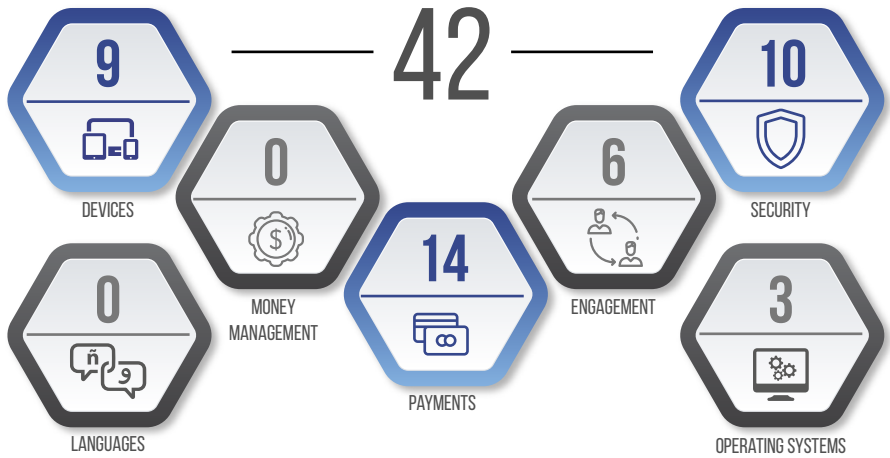 42
9
DEVICES
10
SECURITY
0
MONEY
MANAGEMENT
$
6
ENGAGEMENT
14
PAYMENTS
0
ñ
و
LANGUAGES
3
OPERATING SYSTEMS